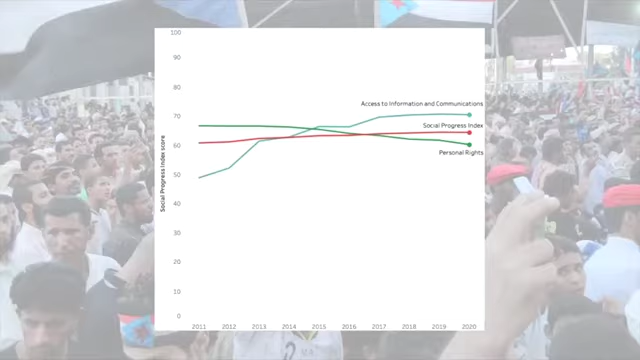 100
90
80
70
60
50
40
30
20
10
0
Social Progress Index score
Access to Information and Communications
Social Progress Index
Personal Rights
2011 2012 2013 2014 2015 2016 2017 2018 2019 2020